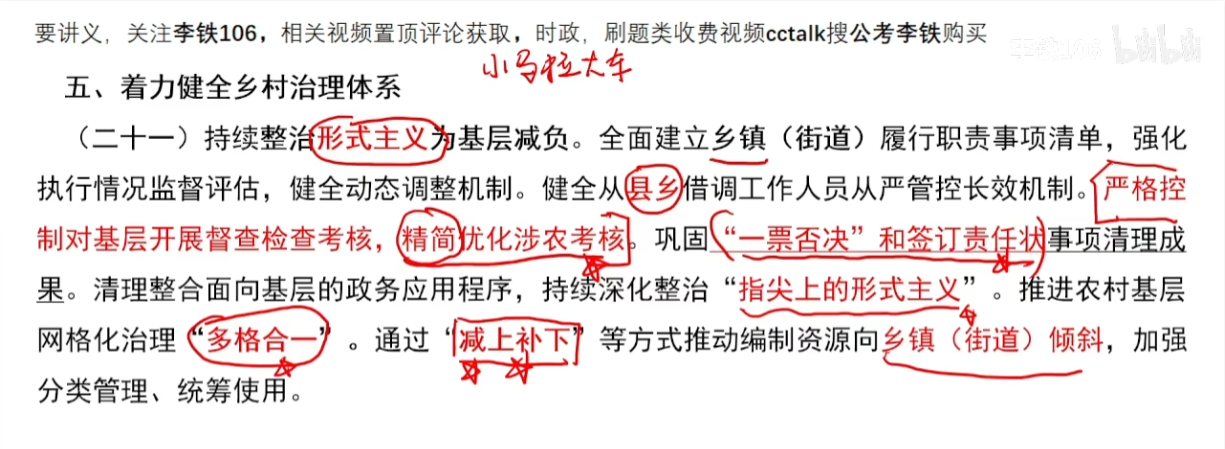 要讲义，关注李铁106，相关视频置顶评论获取，时政，刷题类收费视频cctalk搜公考李铁购买
李铁106 bilibili
小马拉大车
五、着力健全乡村治理体系
（二十一）持续整治形式主义为基层减负。全面建立乡镇（街道）履行职责事项清单，强化
执行情况监督评估，健全动态调整机制。健全从县乡借调工作人员从严管控长效机制。严格控
制对基层开展督查检查考核，精简优化涉农考核。巩固“一票否决”和签订责任状事项清理成
果。清理整合面向基层的政务应用程序，持续深化整治“指尖上的形式主义”。推进农村基层
网格化治理“多格合一”。通过“减上补下”等方式推动编制资源向乡镇（街道）倾斜，加强
分类管理、统筹使用。